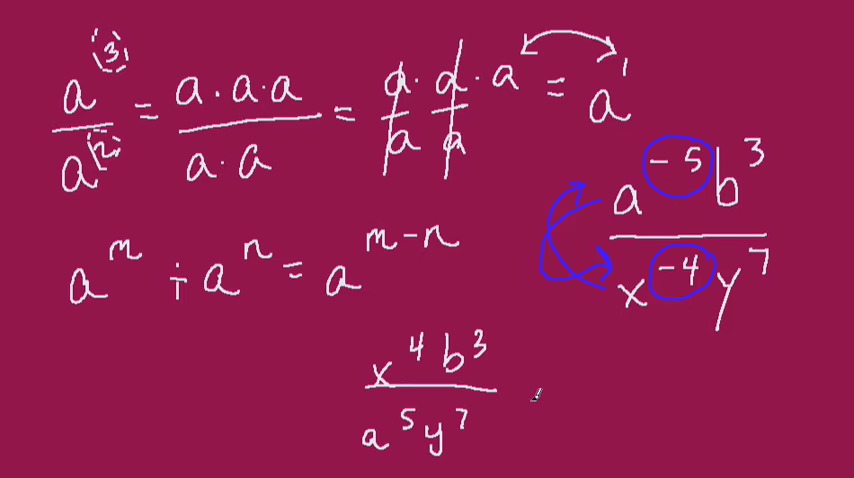 a^3/a^2 = a · a · a/a · a = a/a · a/a · a = a^1
a^m ÷ a^n = a^{m-n}
a^{-5}b^3/x^{-4}y^7
x^4 b^3/a^5 y^7